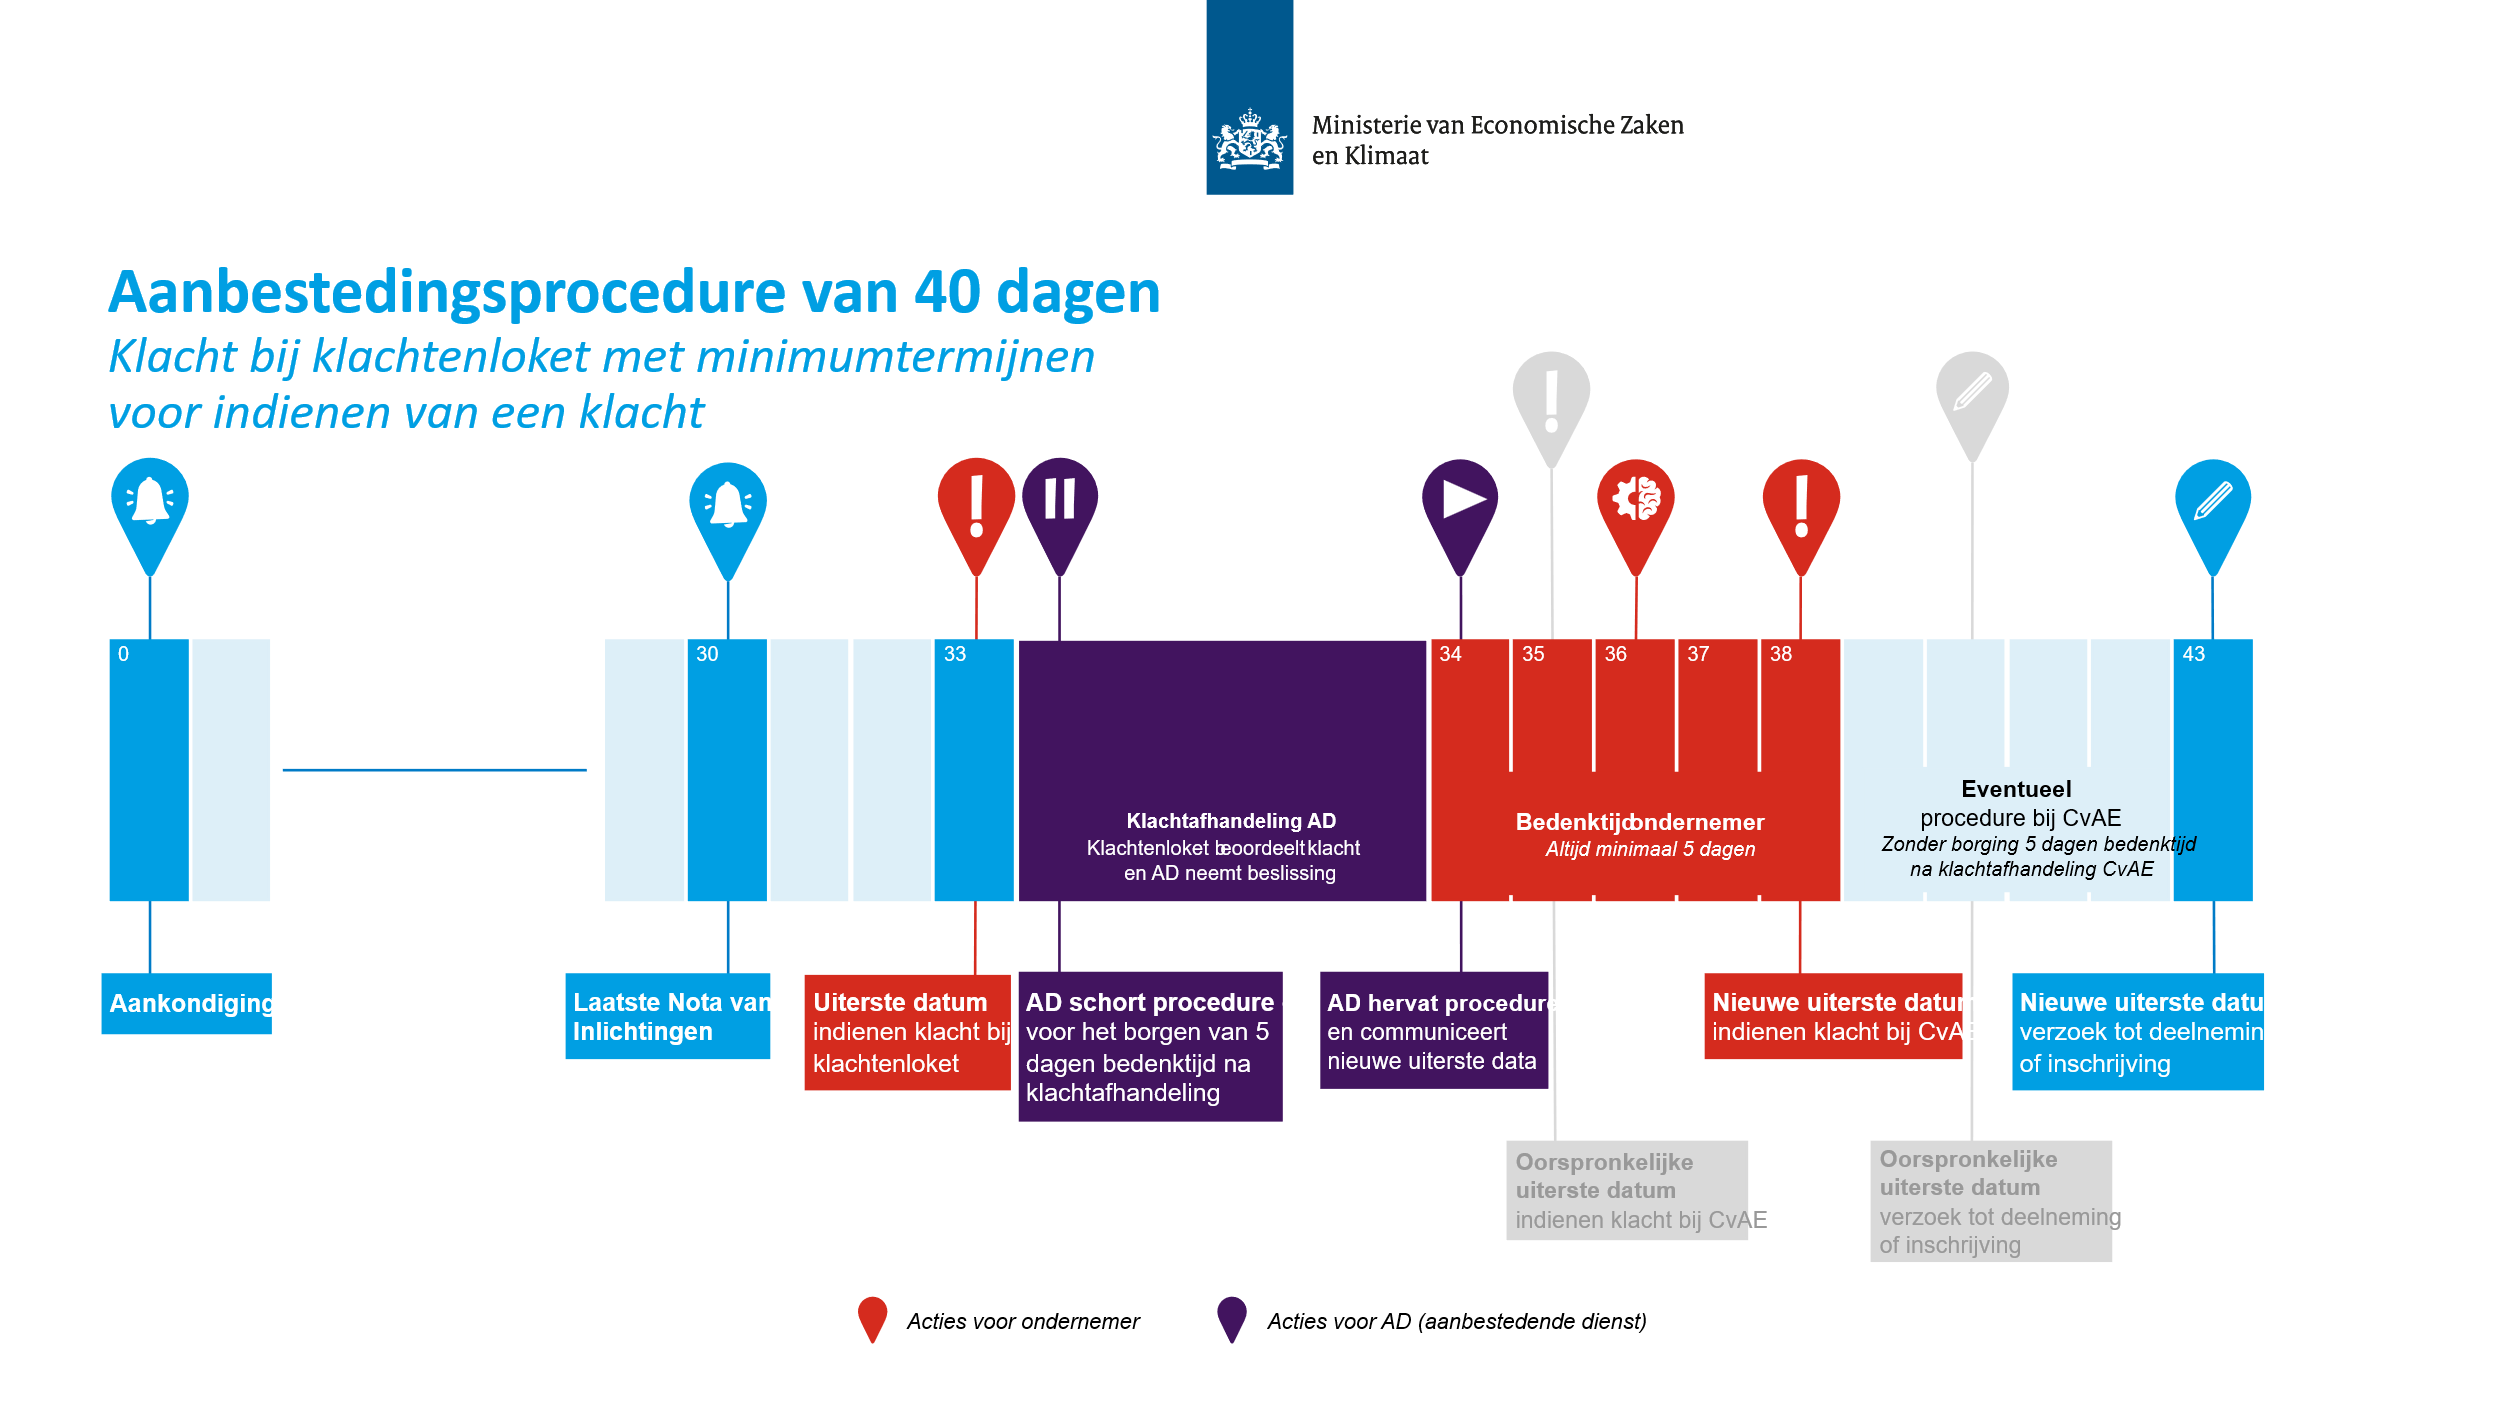 Ministerie van Economische Zaken
en Klimaat
Aanbestedingsprocedure van 40 dagen
Klacht bij klachtenloket met minimumtermijnen
voor indienen van een klacht
0
30
33
34
35
36
37
38
43
Klachtafhandeling AD
Klachtenloket beoordeelt klacht
en AD neemt beslissing
Bedenktijd ondernemer
Altijd minimaal 5 dagen
Eventueel
procedure bij CvAE
Zonder borging 5 dagen bedenktijd
na klachtafhandeling CvAE
Aankondiging
Laatste Nota van
Inlichtingen
Uiterste datum
indienen klacht bij
klachtenloket
AD schort procedure
voor het borgen van 5
dagen bedenktijd na
klachtafhandeling
AD hervat procedure
en communiceert
nieuwe uiterste data
Nieuwe uiterste datum
indienen klacht bij CvAE
Nieuwe uiterste datu
verzoek tot deelnemin
of inschrijving
Oorspronkelijke
uiterste datum
indienen klacht bij CvAE
Oorspronkelijke
uiterste datum
verzoek tot deelneming
of inschrijving
Acties voor ondernemer
Acties voor AD (aanbestedende dienst)